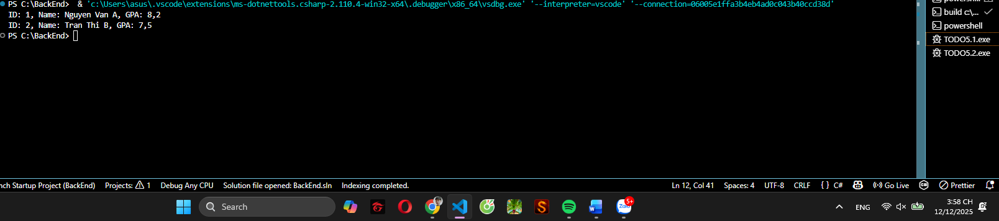 PS C:\BackEnd>  & 'c:\Users\asus\.vscode\extensions\ms-dotnettools.csharp-2.110.4-win32-x64\.debugger\x86_64\vsdbg.exe' '--interpreter=vscode' '--connection=06005e1ffa3b4eb4ad0c043b40ccd38d'
ID: 1, Name: Nguyen Van A, GPA: 8,2
ID: 2, Name: Tran Thi B, GPA: 7,5
PS C:\BackEnd>
build c:\...
powershell
TODO5.1.exe
TODO5.2.exe
nch Startup Project (BackEnd) Projects: 1 Debug Any CPU Solution file opened: BackEnd.sln Indexing completed. Ln 12, Col 41 Spaces: 4 UTF-8 CRLF { } C# Go Live Prettier
Search
5+
ENG
3:58 CH
12/12/2025